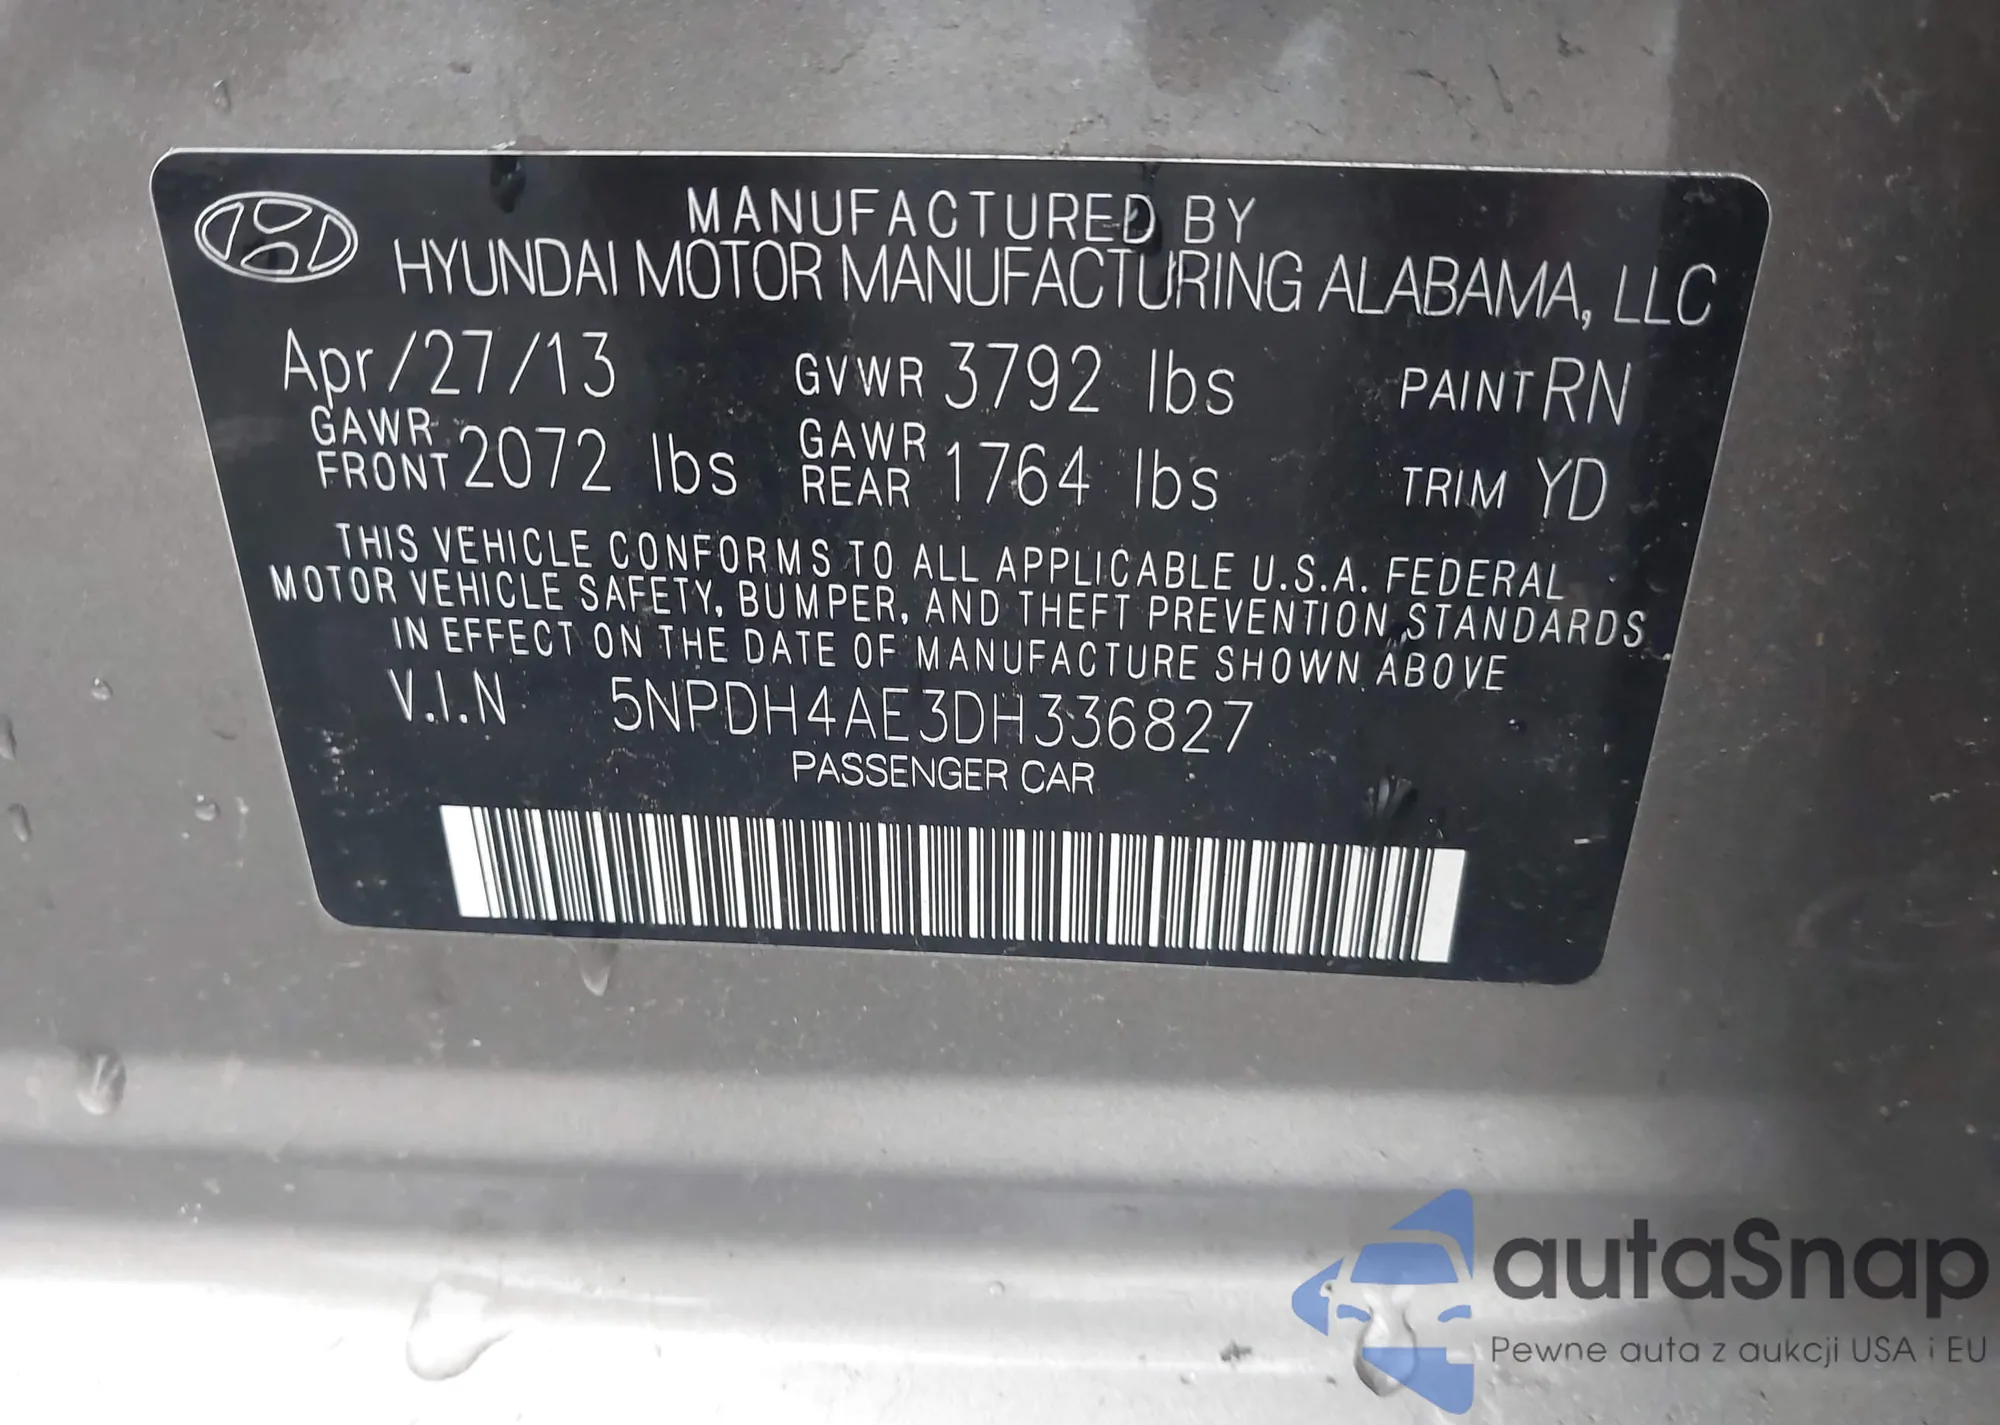 MANUFACTURED BY
HYUNDAI MOTOR MANUFACTURING ALABAMA, LLC
Apr/27/13 GVWR 3792 lbs PAINT RN
GAWR FRONT 2072 lbs GAWR REAR 1764 lbs TRIM YD
THIS VEHICLE CONFORMS TO ALL APPLICABLE U.S.A. FEDERAL
MOTOR VEHICLE SAFETY, BUMPER, AND THEFT PREVENTION STANDARDS
IN EFFECT ON THE DATE OF MANUFACTURE SHOWN ABOVE
V.I.N 5NPDH4AE3DH336827
PASSENGER CAR
autaSnap
Pewne auta z aukcji USA i EU